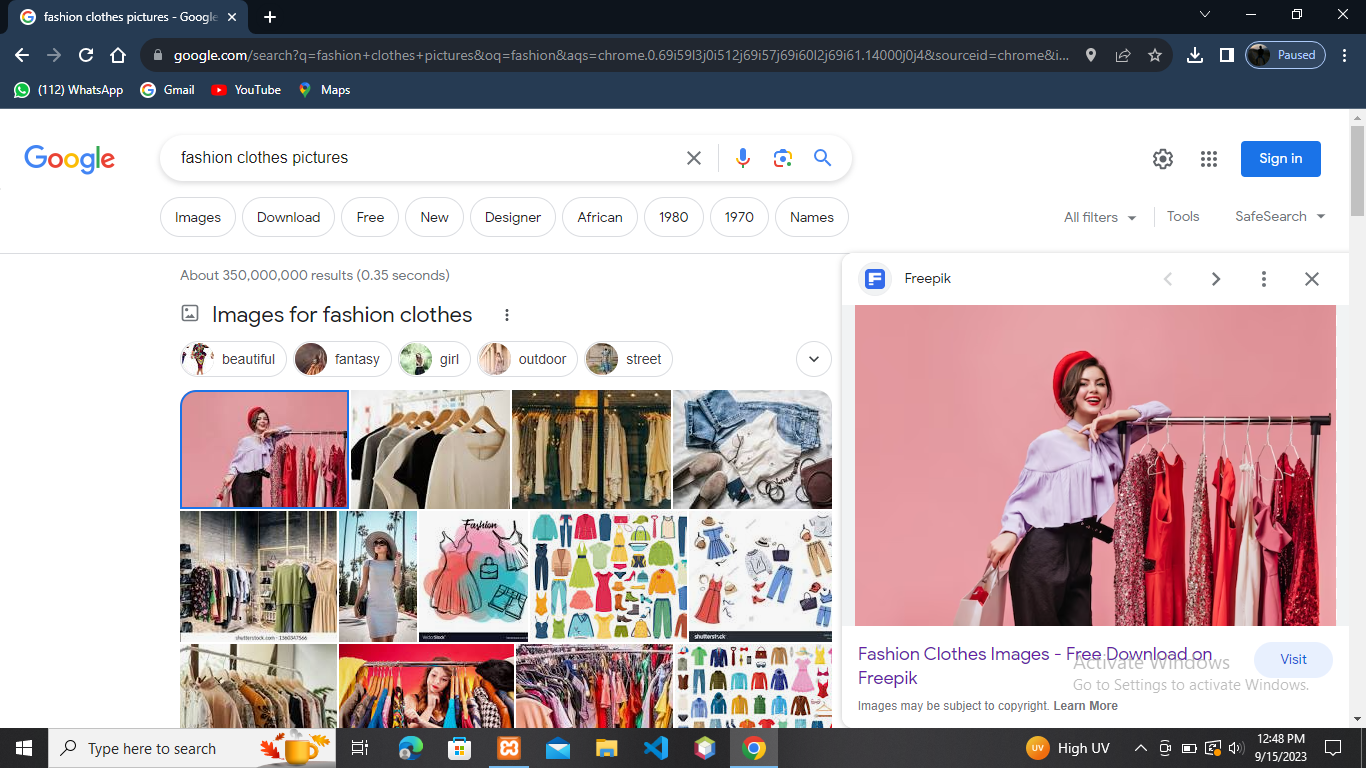 fashion clothes pictures - Google
google.com/search?q=fashion+clothes+pictures&oq=fashion&aqs=chrome.0.69i59l3j0i512j69i57j69i60l2j69i61.14000j0j4&sourceid=chrome&i...
Paused
(112) WhatsApp
Gmail
YouTube
Maps
Google
fashion clothes pictures
Sign in
Images
Download
Free
New
Designer
African
1980
1970
Names
All filters
Tools
SafeSearch
About 350,000,000 results (0.35 seconds)
Images for fashion clothes
beautiful
fantasy
girl
outdoor
street
Fashion
shutterstock.com · 1360347566
VectorStock
shutterstock
Freepik
Fashion Clothes Images - Free Download on
Freepik
Visit
Images may be subject to copyright. Learn More
Activate Windows
Go to Settings to activate Windows.
Type here to search
UV
High UV
12:48 PM
9/15/2023